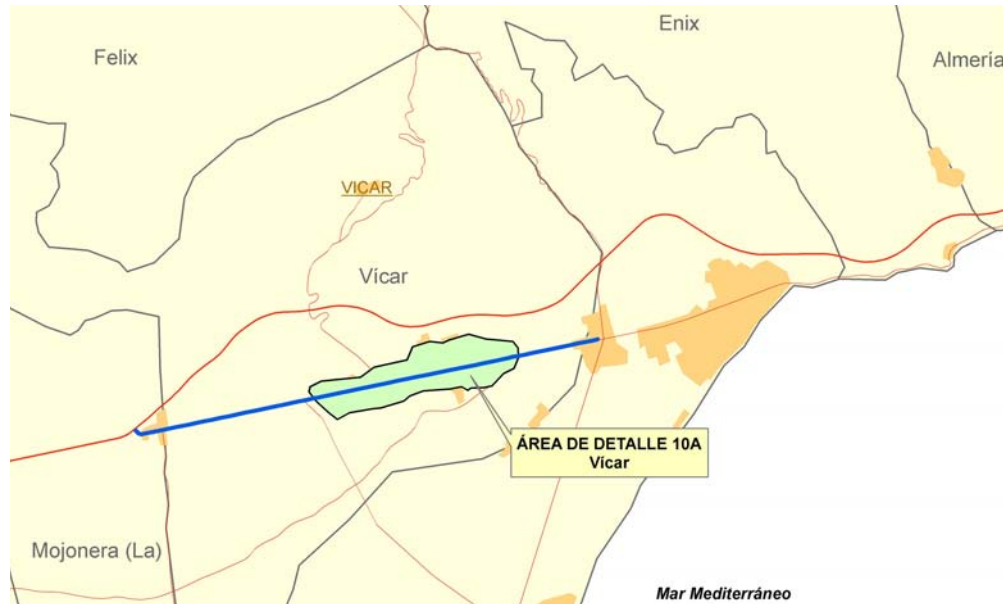 Enix
Felix
Almería
VICAR
Vícar
ÁREA DE DETALLE 10A
Vícar
Mojonera (La)
Mar Mediterráneo